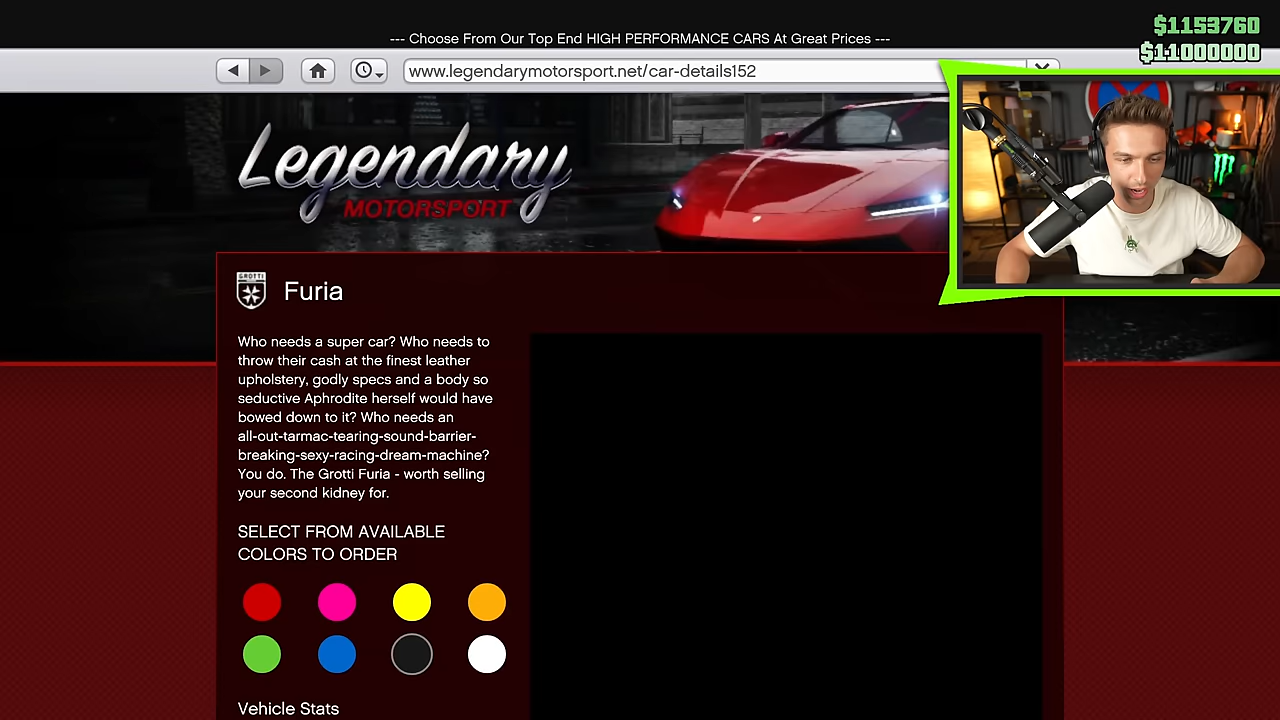 $1153760
--- Choose From Our Top End HIGH PERFORMANCE CARS At Great Prices ---
$11000000
www.legendarymotorsport.net/car-details152
Legendary
MOTORSPORT
GROTTI
Furia
Who needs a super car? Who needs to
throw their cash at the finest leather
upholstery, godly specs and a body so
seductive Aphrodite herself would have
bowed down to it? Who needs an
all-out-tarmac-tearing-sound-barrier-
breaking-sexy-racing-dream-machine?
You do. The Grotti Furia - worth selling
your second kidney for.
SELECT FROM AVAILABLE
COLORS TO ORDER
Vehicle Stats